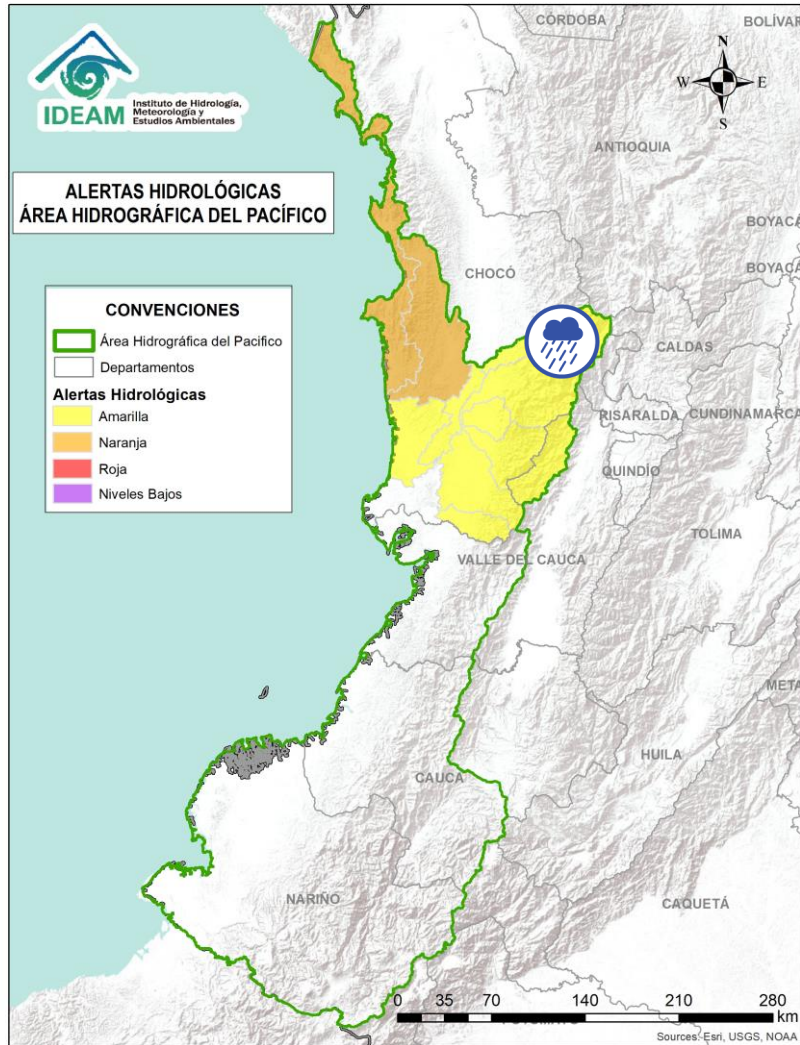 IDEAM
Instituto de Hidrología,
Meteorología y
Estudios Ambientales
ALERTAS HIDROLÓGICAS
ÁREA HIDROGRÁFICA DEL PACÍFICO
CONVENCIONES
Área Hidrográfica del Pacifico
Departamentos
Alertas Hidrológicas
Amarilla
Naranja
Roja
Niveles Bajos
N
W
E
S
CÓRDOBA
BOLÍVAR
ANTIOQUIA
BOYACÁ
BOYACÁ
CHOCÓ
CALDAS
RISARALDA
CUNDINAMARCA
QUINDÍO
TOLIMA
VALLE DEL CAUCA
META
HUILA
CAUCA
NARIÑO
CAQUETÁ
0 35 70 140 210 280
km
Sources: Esri, USGS, NOAA